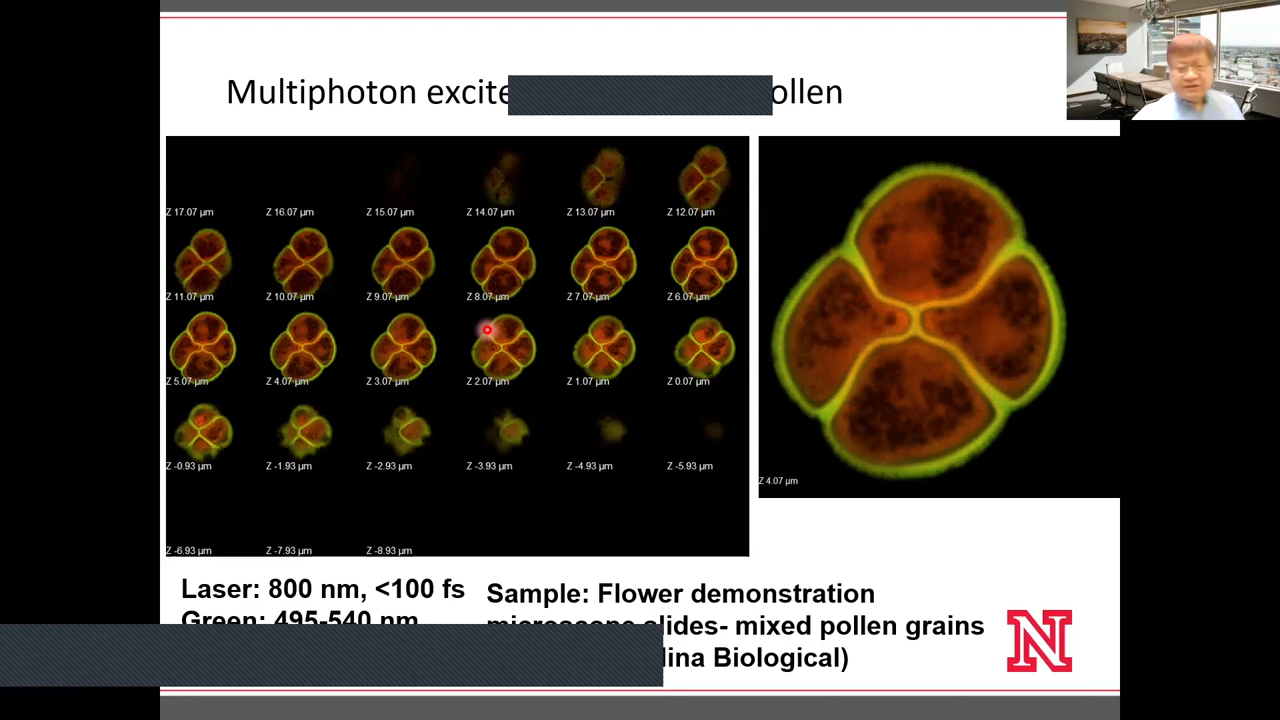 Multiphoton excite ollen
Z 17.07 µm Z 16.07 µm Z 15.07 µm Z 14.07 µm Z 13.07 µm Z 12.07 µm
Z 11.07 µm Z 10.07 µm Z 9.07 µm Z 8.07 µm Z 7.07 µm Z 6.07 µm
Z 5.07 µm Z 4.07 µm Z 3.07 µm Z 2.07 µm Z 1.07 µm Z 0.07 µm
Z -0.93 µm Z -1.93 µm Z -2.93 µm Z -3.93 µm Z -4.93 µm Z -5.93 µm
Z -6.93 µm Z -7.93 µm Z -8.93 µm
Z 4.07 µm
Laser: 800 nm, <100 fs
Green: 495-540 nm
Sample: Flower demonstration
microscope slides- mixed pollen grains
lina Biological)
N